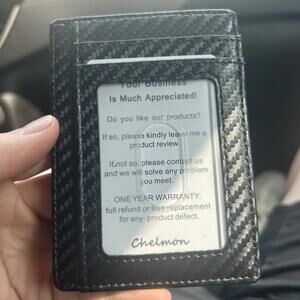 Your Business
Is Much Appreciated!
Do you like our products?
If so, please kindly leave me a
product review.
If not so, please contact us
and we will solve any problem
you meet.
ONE YEAR WARRANTY:
full refund or free replacement
for any product defect.
Chelmon